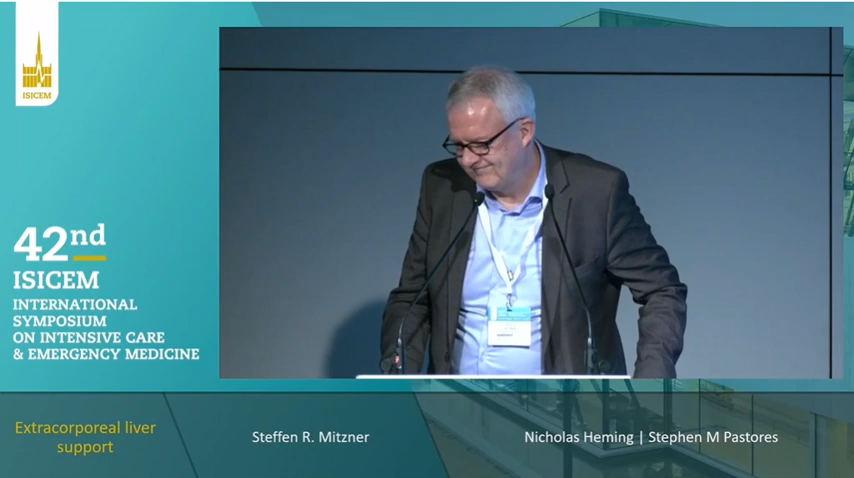 ISICEM
42nd
ISICEM
INTERNATIONAL
SYMPOSIUM
ON INTENSIVE CARE
& EMERGENCY MEDICINE
Extracorporeal liver
support
Steffen R. Mitzner
Nicholas Heming | Stephen M Pastores